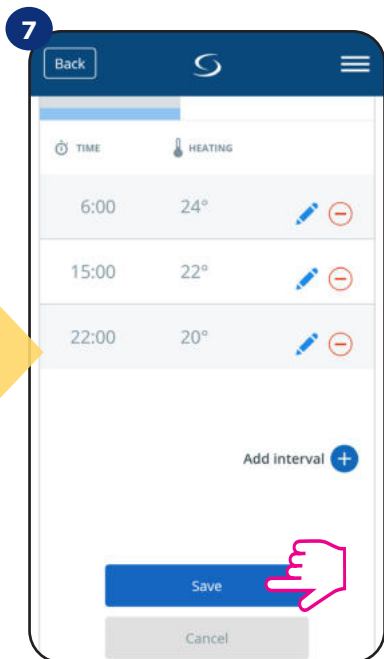 7
Back
TIME HEATING
6:00 24°
15:00 22°
22:00 20°
Add interval
Save
Cancel